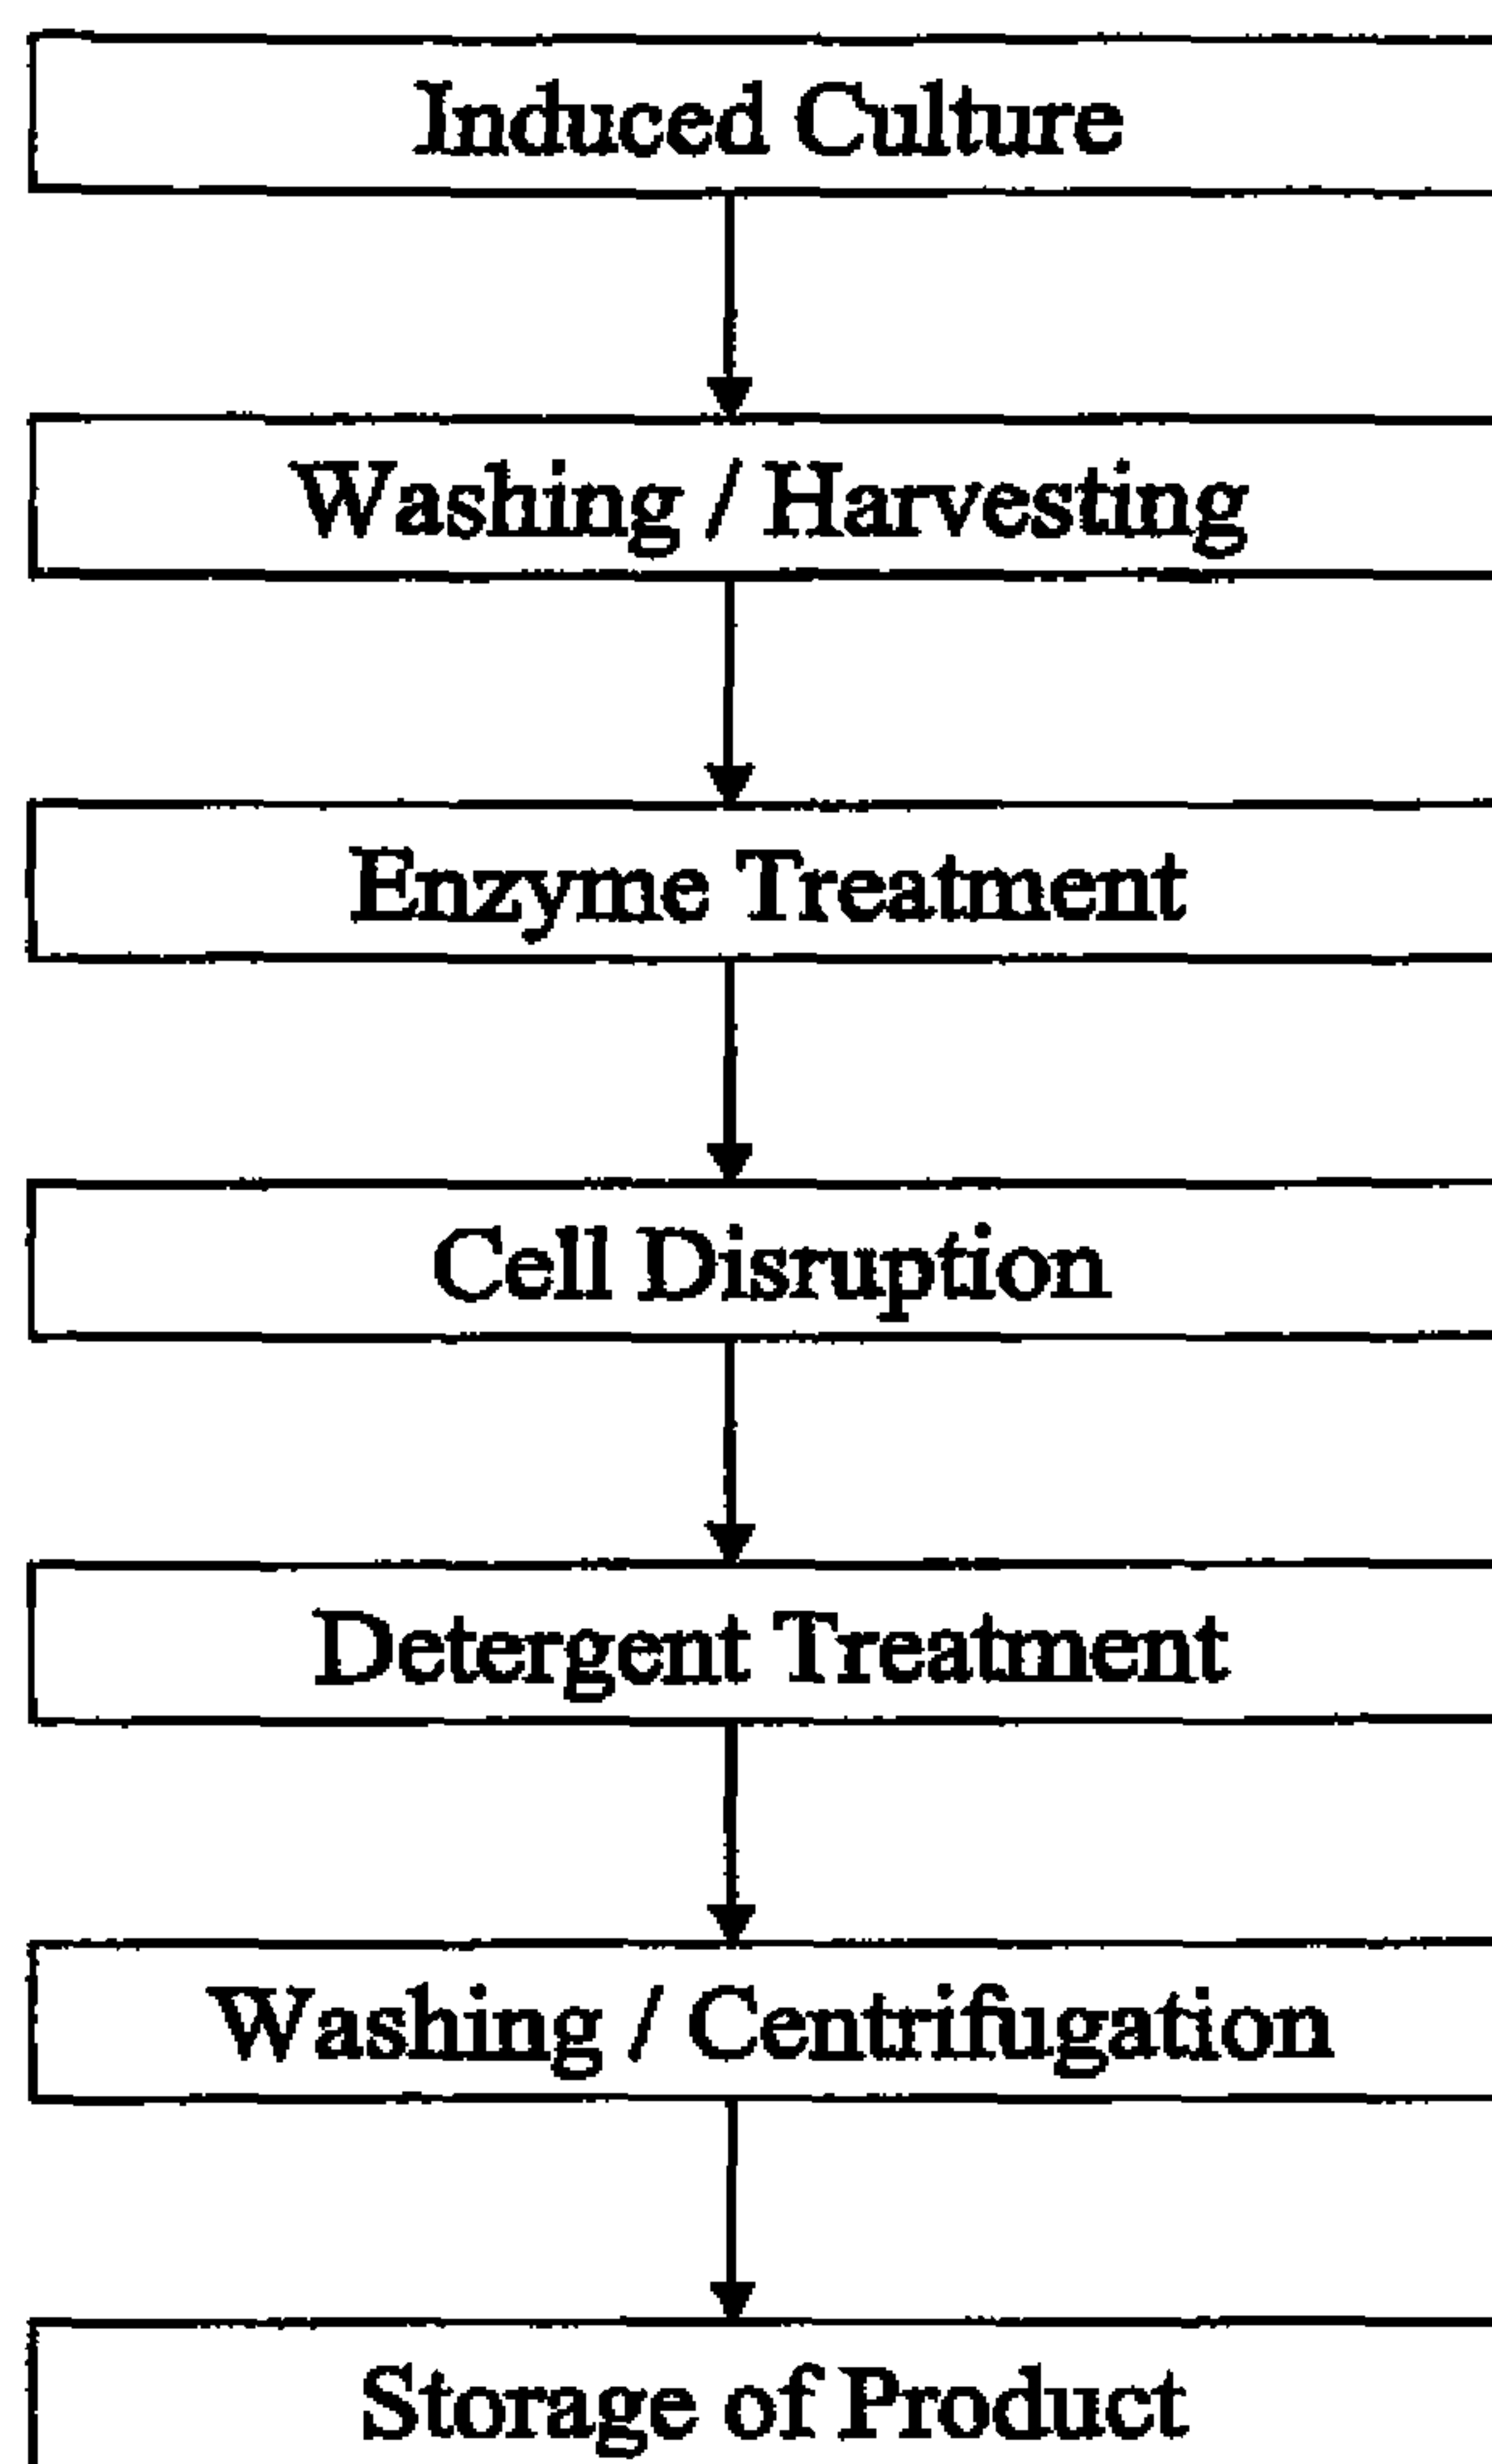 Induced Culture
Washing / Harvesting
Enzyme Treatment
Cell Disruption
Detergent Treatment
Washing / Centrifugation
Storage of Product